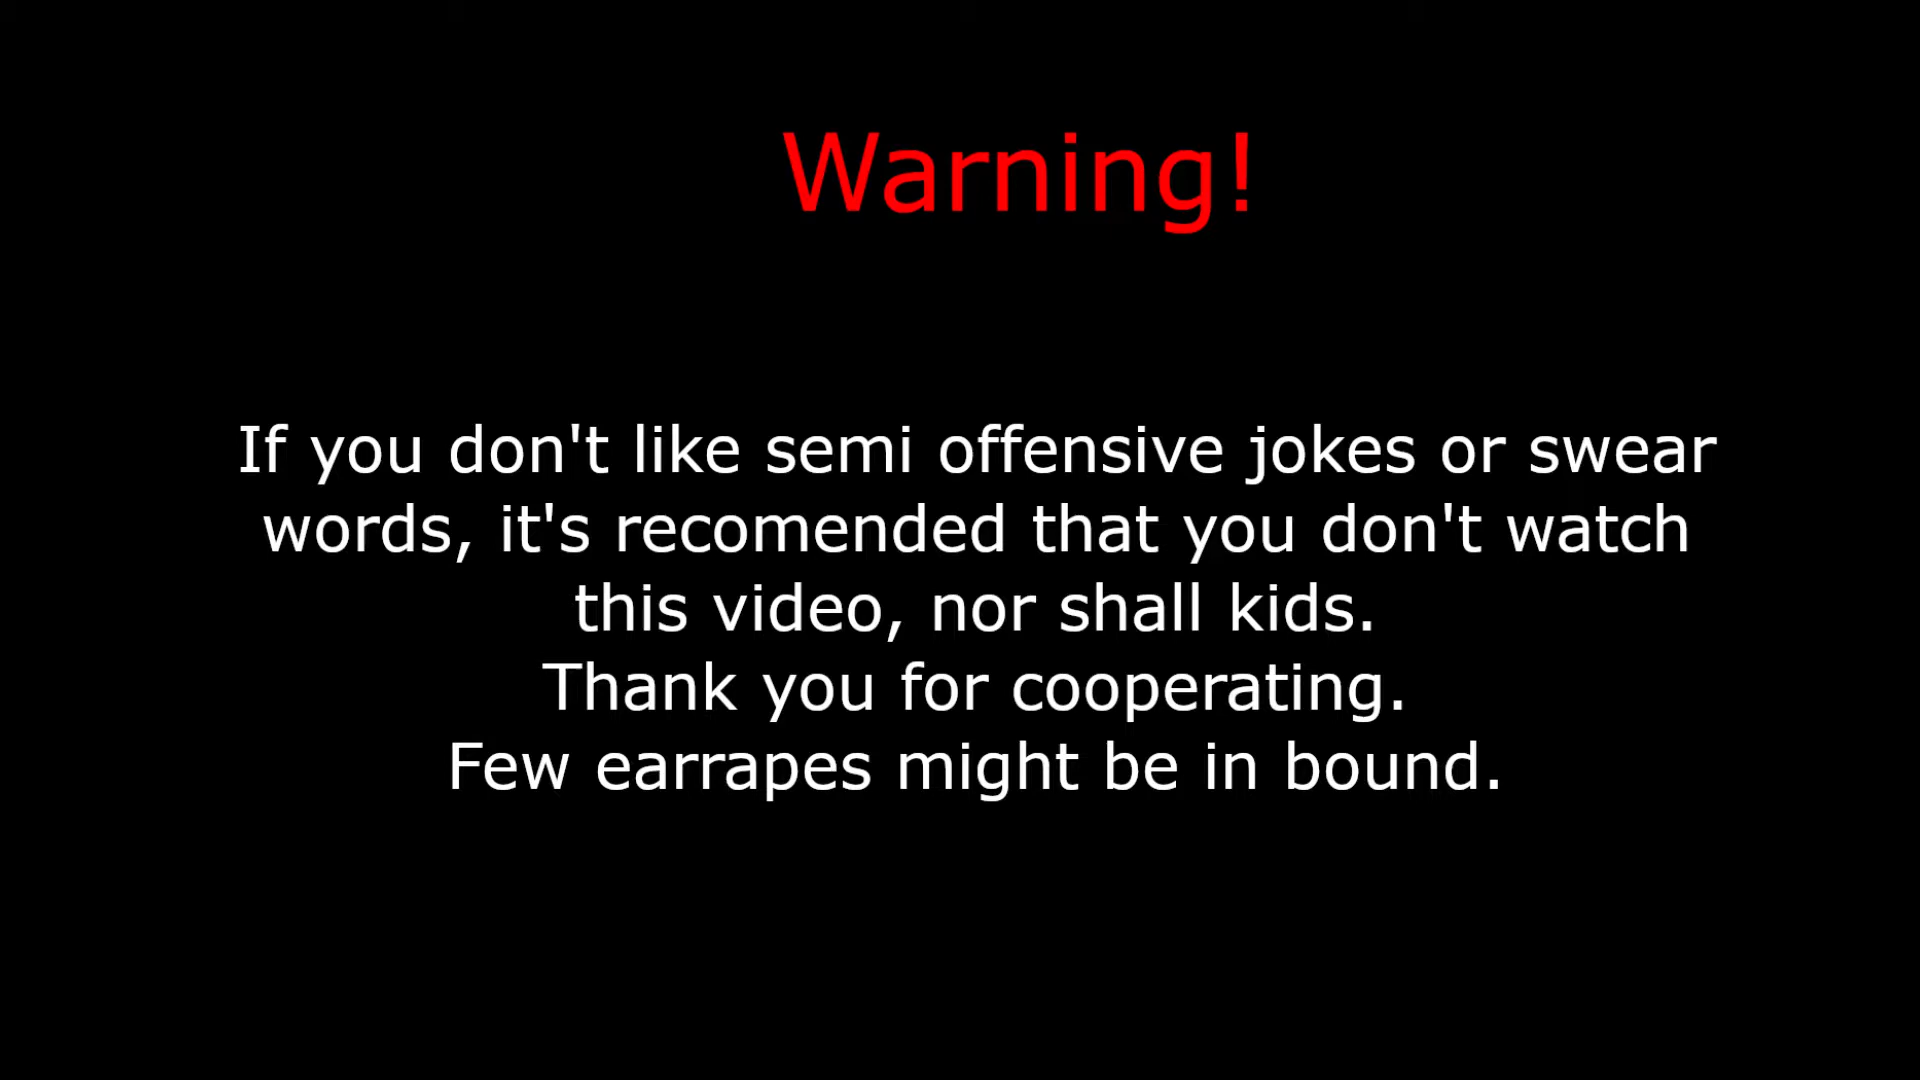 Warning!
If you don't like semi offensive jokes or swear
words, it's recomended that you don't watch
this video, nor shall kids.
Thank you for cooperating.
Few earrapes might be in bound.